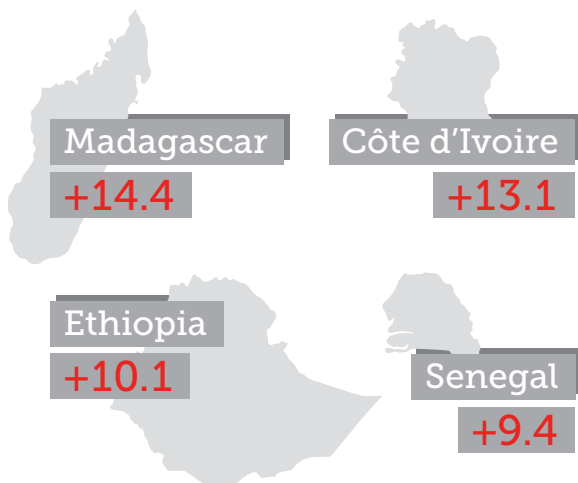 Madagascar
+14.4
Côte d’Ivoire
+13.1
Ethiopia
+10.1
Senegal
+9.4